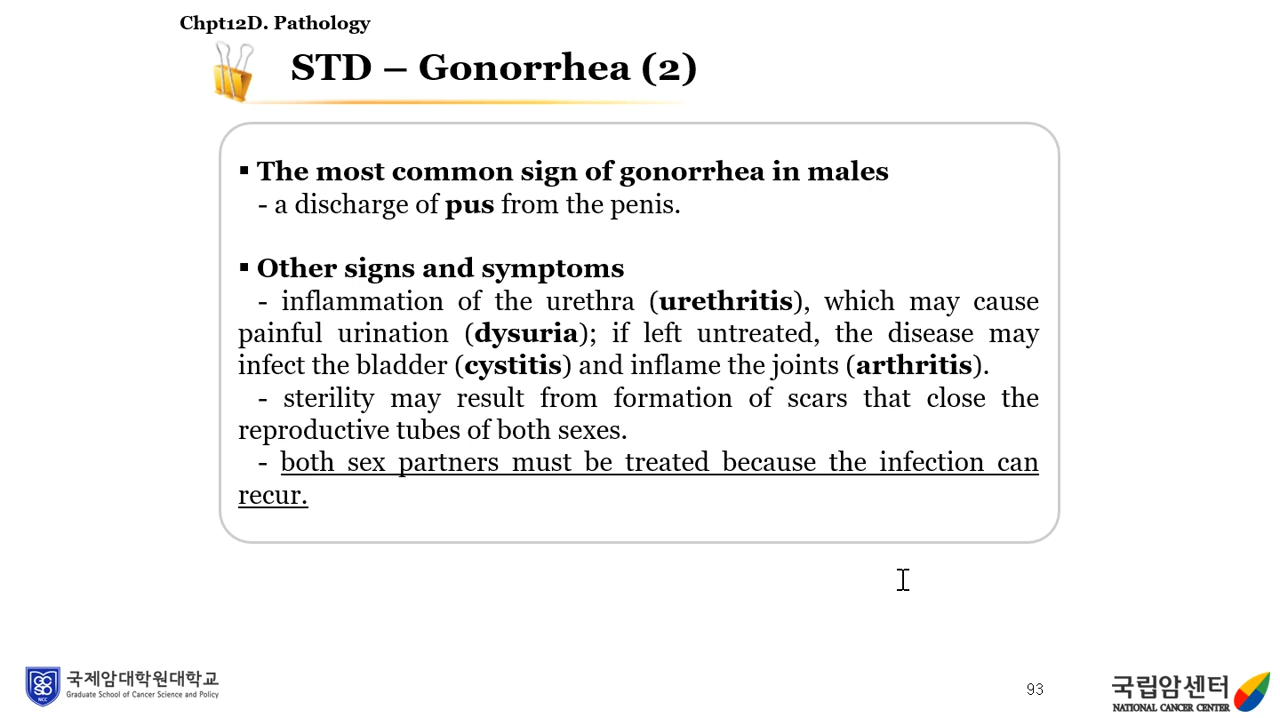 Chpt12D. Pathology
STD – Gonorrhea (2)
▪ The most common sign of gonorrhea in males
- a discharge of pus from the penis.
▪ Other signs and symptoms
- inflammation of the urethra (urethritis), which may cause
painful urination (dysuria); if left untreated, the disease may
infect the bladder (cystitis) and inflame the joints (arthritis).
- sterility may result from formation of scars that close the
reproductive tubes of both sexes.
- both sex partners must be treated because the infection can
recur.
NCC
국제암대학원대학교
Graduate School of Cancer Science and Policy
93
국립암센터
NATIONAL CANCER CENTER